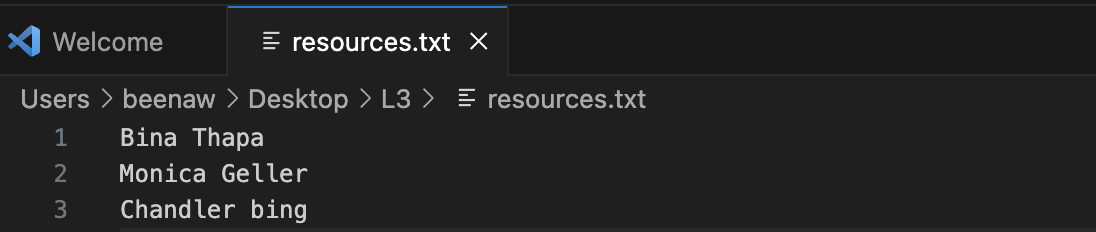 Welcome
resources.txt
Users > beenaw > Desktop > L3 > resources.txt
1 Bina Thapa
2 Monica Geller
3 Chandler bing